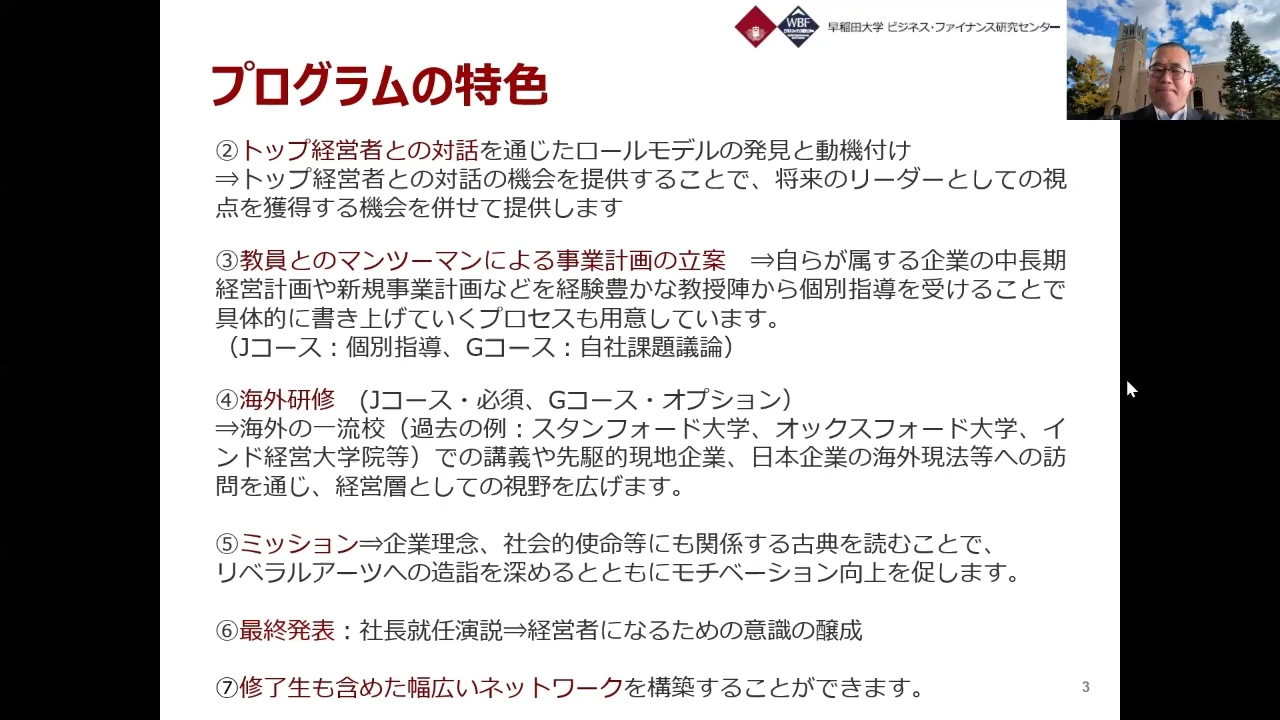 WBF
早稲田大学 ビジネス・ファイナンス研究センター
プログラムの特色
②トップ経営者との対話を通じたロールモデルの発見と動機付け
⇒トップ経営者との対話の機会を提供することで、将来のリーダーとしての視
点を獲得する機会を併せて提供します
③教員とのマンツーマンによる事業計画の立案　⇒自らが属する企業の中長期
経営計画や新規事業計画などを経験豊かな教授陣から個別指導を受けることで
具体的に書き上げていくプロセスも用意しています。
（Jコース：個別指導、Gコース：自社課題議論）
④海外研修　(Jコース・必須、Gコース・オプション）
⇒海外の一流校（過去の例：スタンフォード大学、オックスフォード大学、イ
ンド経営大学院等）での講義や先駆的現地企業、日本企業の海外現法等への訪
問を通じ、経営層としての視野を広げます。
⑤ミッション⇒企業理念、社会的使命等にも関係する古典を読むことで、
リベラルアーツへの造詣を深めるとともにモチベーション向上を促します。
⑥最終発表：社長就任演説⇒経営者になるための意識の醸成
⑦修了生も含めた幅広いネットワークを構築することができます。
3